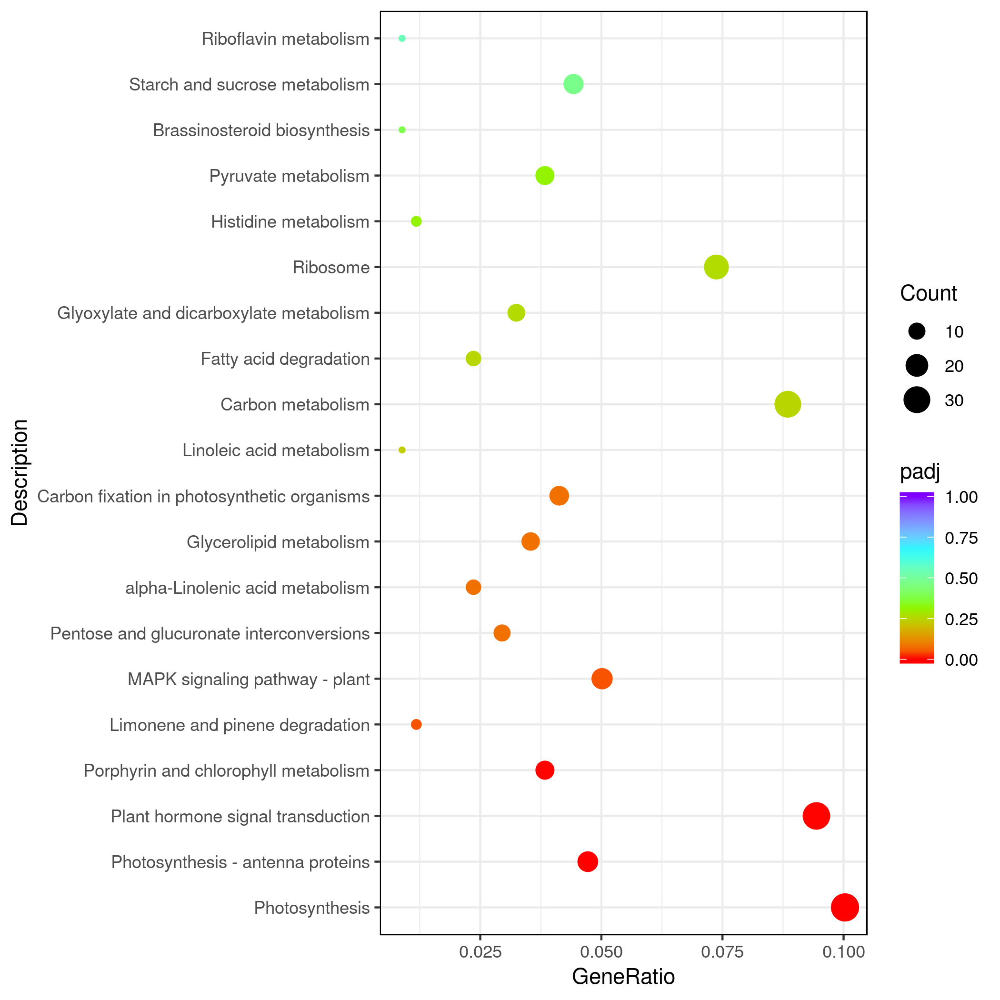 Riboflavin metabolism
Starch and sucrose metabolism
Brassinosteroid biosynthesis
Pyruvate metabolism
Histidine metabolism
Ribosome
Glyoxylate and dicarboxylate metabolism
Fatty acid degradation
Carbon metabolism
Linoleic acid metabolism
Carbon fixation in photosynthetic organisms
Glycerolipid metabolism
alpha-Linolenic acid metabolism
Pentose and glucuronate interconversions
MAPK signaling pathway - plant
Limonene and pinene degradation
Porphyrin and chlorophyll metabolism
Plant hormone signal transduction
Photosynthesis - antenna proteins
Photosynthesis
Description
0.025 0.050 0.075 0.100
GeneRatio
Count
10
20
30
padj
1.00
0.75
0.50
0.25
0.00